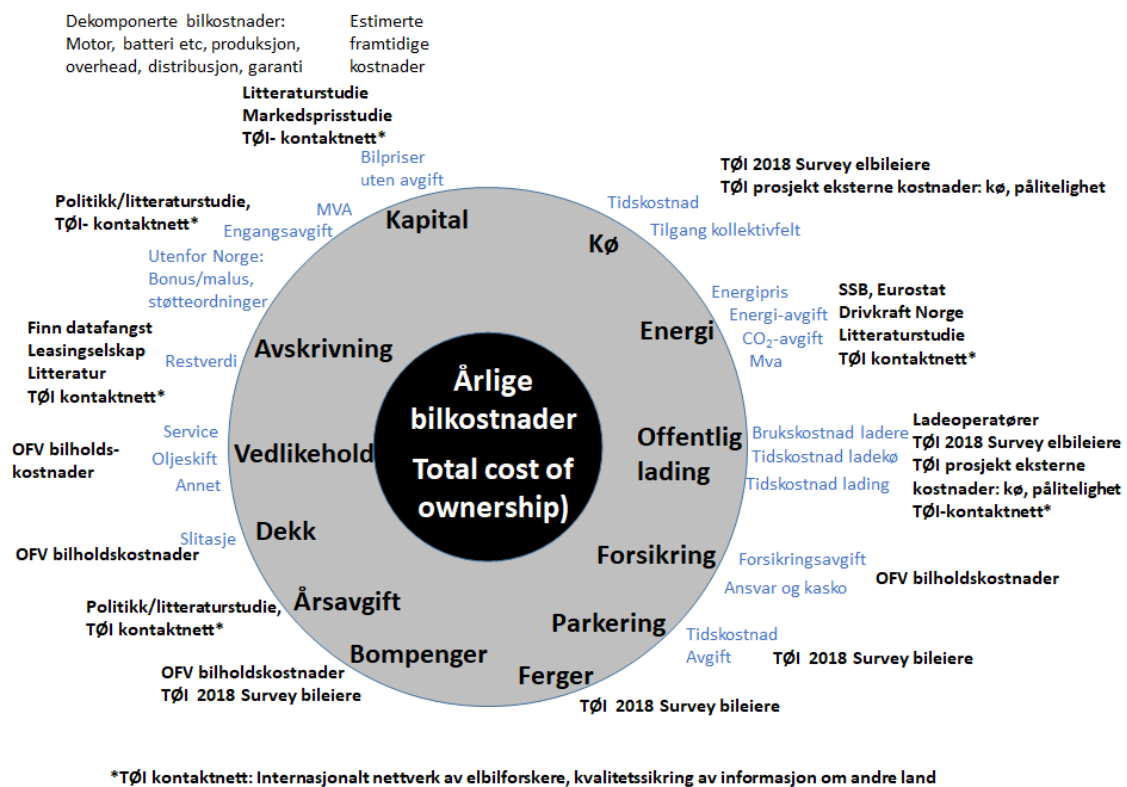 Dekomponerte bilkostnader:
Motor, batteri etc, produksjon,
overhead, distribusjon, garanti
Estimerte
framtidige
kostnader
Litteraturstudie
Markedsprisstudie
TØI- kontaktnett*
Bilpriser
uten avgift
Kapital
Politikk/litteraturstudie,
TØI- kontaktnett*
MVA
Engangsavgift
Utenfor Norge:
Bonus/malus,
støtteordninger
Finn datafangst
Leasingselskap
Litteratur
TØI kontaktnett*
Restverdi
Avskrivning
OFV bilholds-
kostnader
Service
Oljeskift
Annet
Vedlikehold
OFV bilholdskostnader
Slitasje
Dekk
Politikk/litteraturstudie,
TØI kontaktnett*
Årsavgift
OFV bilholdskostnader
TØI 2018 Survey bileiere
Bompenger
Årlige
bilkostnader
Total cost of
ownership)
TØI 2018 Survey elbileiere
TØI prosjekt eksterne kostnader: kø, pålitelighet
Tidskostnad
Tilgang kollektivfelt
Kø
Energipris
Energi-avgift
CO₂-avgift
Mva
SSB, Eurostat
Drivkraft Norge
Litteraturstudie
TØI kontaktnett*
Energi
Offentlig
lading
Brukskostnad ladere
Tidskostnad ladekø
Tidskostnad lading
Ladeoperatører
TØI 2018 Survey elbileiere
TØI prosjekt eksterne
kostnader: kø, pålitelighet
TØI-kontaktnett*
Forsikring
Forsikringsavgift
Ansvar og kasko
OFV bilholdskostnader
Parkering
Tidskostnad
Avgift
TØI 2018 Survey bileiere
Ferger
TØI 2018 Survey bileiere
*TØI kontaktnett: Internasjonalt nettverk av elbilforskere, kvalitetssikring av informasjon om andre land